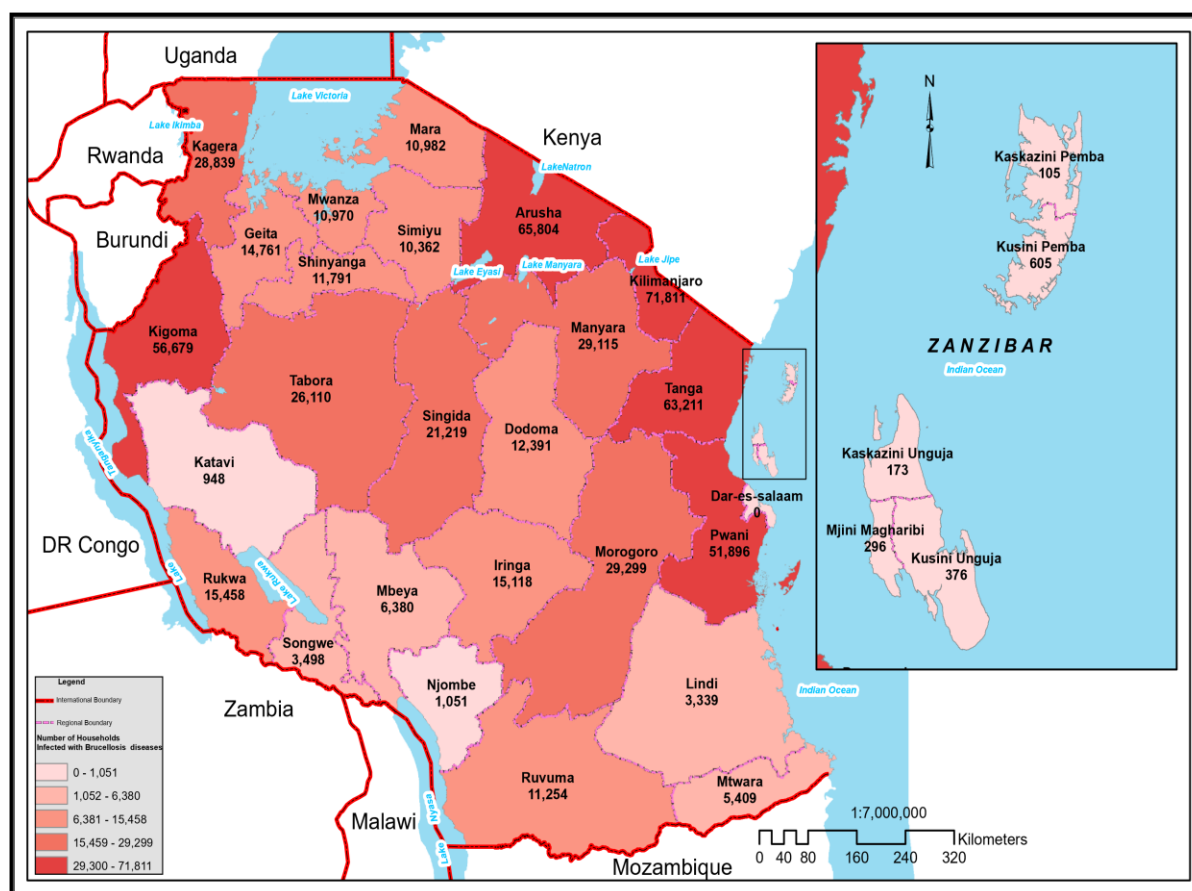 Uganda
Lake Victoria
Lake Ikimba
Kagera
28,839
Mara
10,982
Kenya
Rwanda
LakeNatron
Mwanza
10,970
Arusha
65,804
Burundi
Geita
14,761
Simiyu
10,362
Shinyanga
11,791
Lake Eyasi
Lake Manyara
Lake Jipe
Kilimanjaro
71,811
Kigoma
56,679
Manyara
29,115
Tabora
26,110
Singida
21,219
Dodoma
12,391
Tanga
63,211
Katavi
948
Lake Tanganyika
Dar-es-salaam
0
Pwani
51,896
DR Congo
Rukwa
15,458
Lake Rukwa
Mbeya
6,380
Iringa
15,118
Morogoro
29,299
Songwe
3,498
Njombe
1,051
Lindi
3,339
Indian Ocean
Zambia
Ruvuma
11,254
Mtwara
5,409
Malawi
Lake Nyasa
Mozambique
N
Kaskazini Pemba
105
Kusini Pemba
605
ZANZIBAR
Indian Ocean
Kaskazini Unguja
173
Mjini Magharibi
296
Kusini Unguja
376
Legend
International Boundary
Regional Boundary
Number of Households
Infected with Brucellosis diseases
0 - 1,051
1,052 - 6,380
6,381 - 15,458
15,459 - 29,299
29,300 - 71,811
1:7,000,000
Kilometers
0 40 80 160 240 320